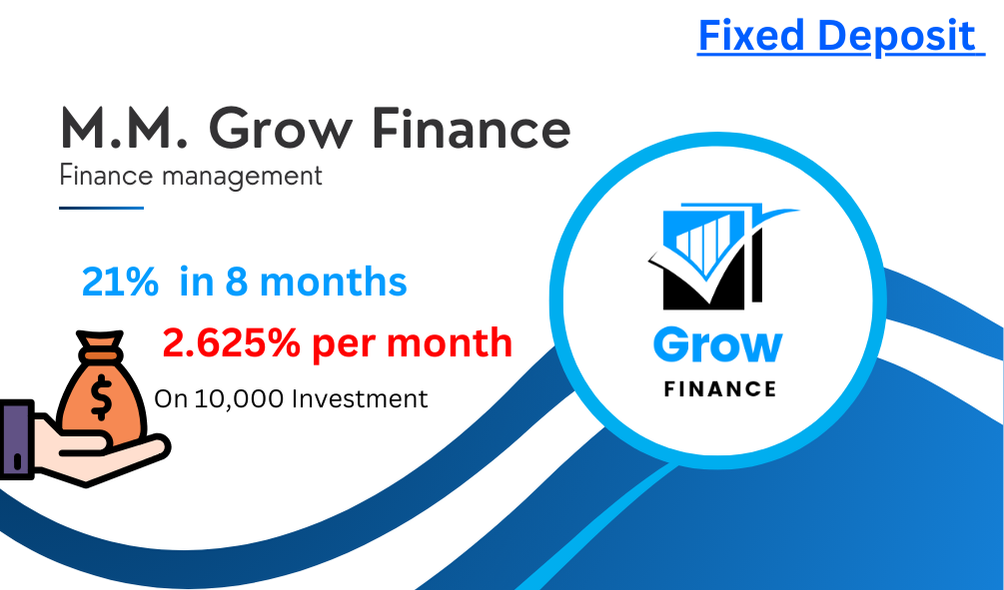 Fixed Deposit
M.M. Grow Finance
Finance management
21% in 8 months
2.625% per month
$
On 10,000 Investment
Grow
FINANCE